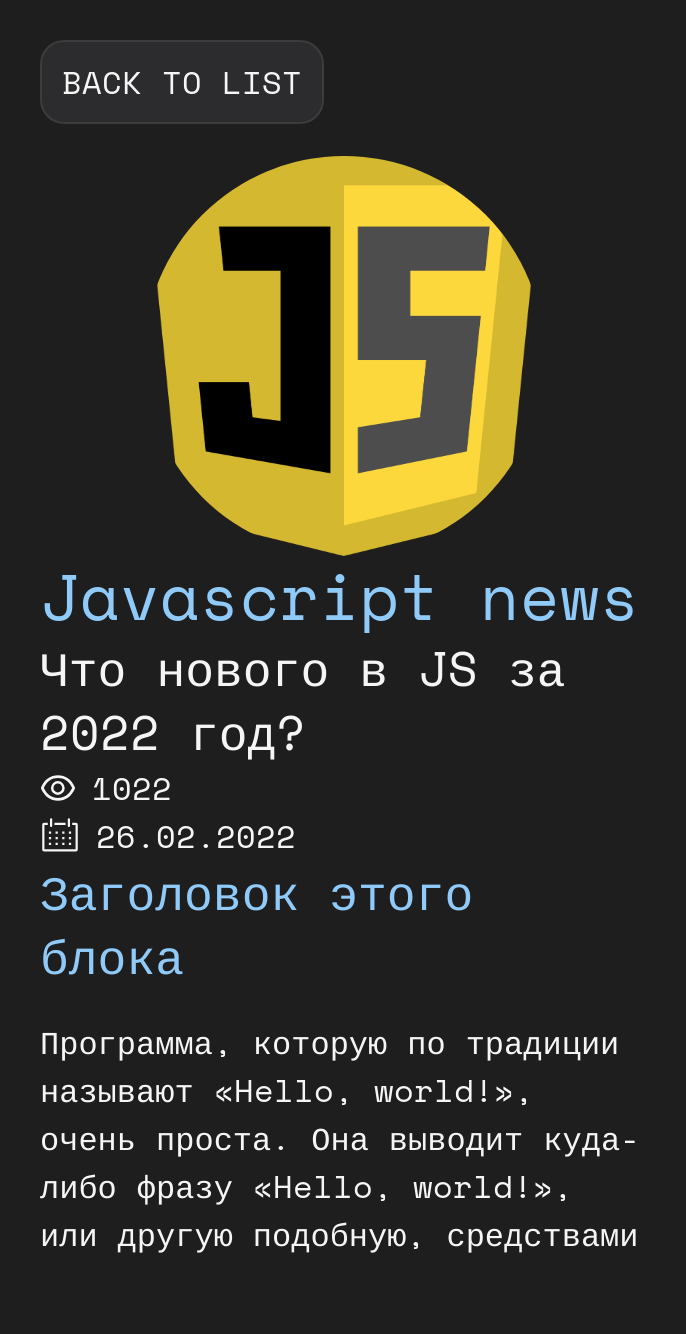 BACK TO LIST
JS
Javascript news
Что нового в JS за
2022 год?
1022
26.02.2022
Заголовок этого
блока
Программа, которую по традиции
называют «Hello, world!»,
очень проста. Она выводит куда-
либо фразу «Hello, world!»,
или другую подобную, средствами